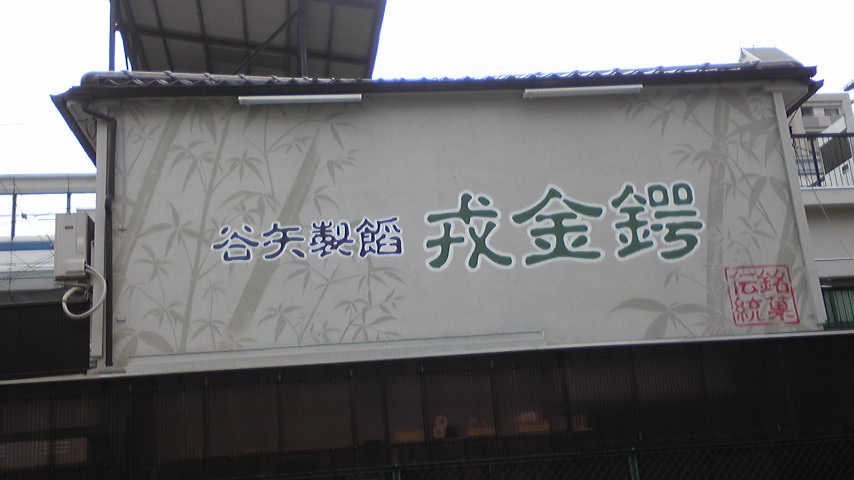 谷矢製餡 戎金鍔
銘菓
伝統